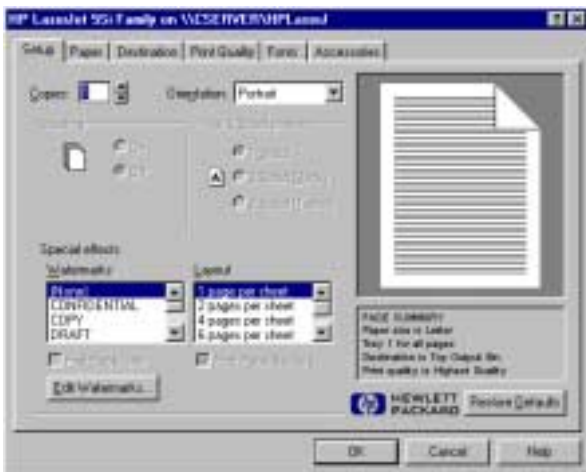 HP LaserJet 5Si Family on \\CSERVER\HPLaserJ
Setup Paper Destination Print Quality Fonts Accessories
Copies: Orientation: Portrait
Special effects
Watermarks Layout
(None) 1 page per sheet
CONFIDENTIAL 2 pages per sheet
COPY 4 pages per sheet
DRAFT 6 pages per sheet
Edit Watermarks...
PAGE SUMMARY
Paper size is Letter
Tray 1 for all pages
Destination is Top Output Bin
Print quality is Highest Quality
hp HEWLETT PACKARD Restore Defaults
OK Cancel Help